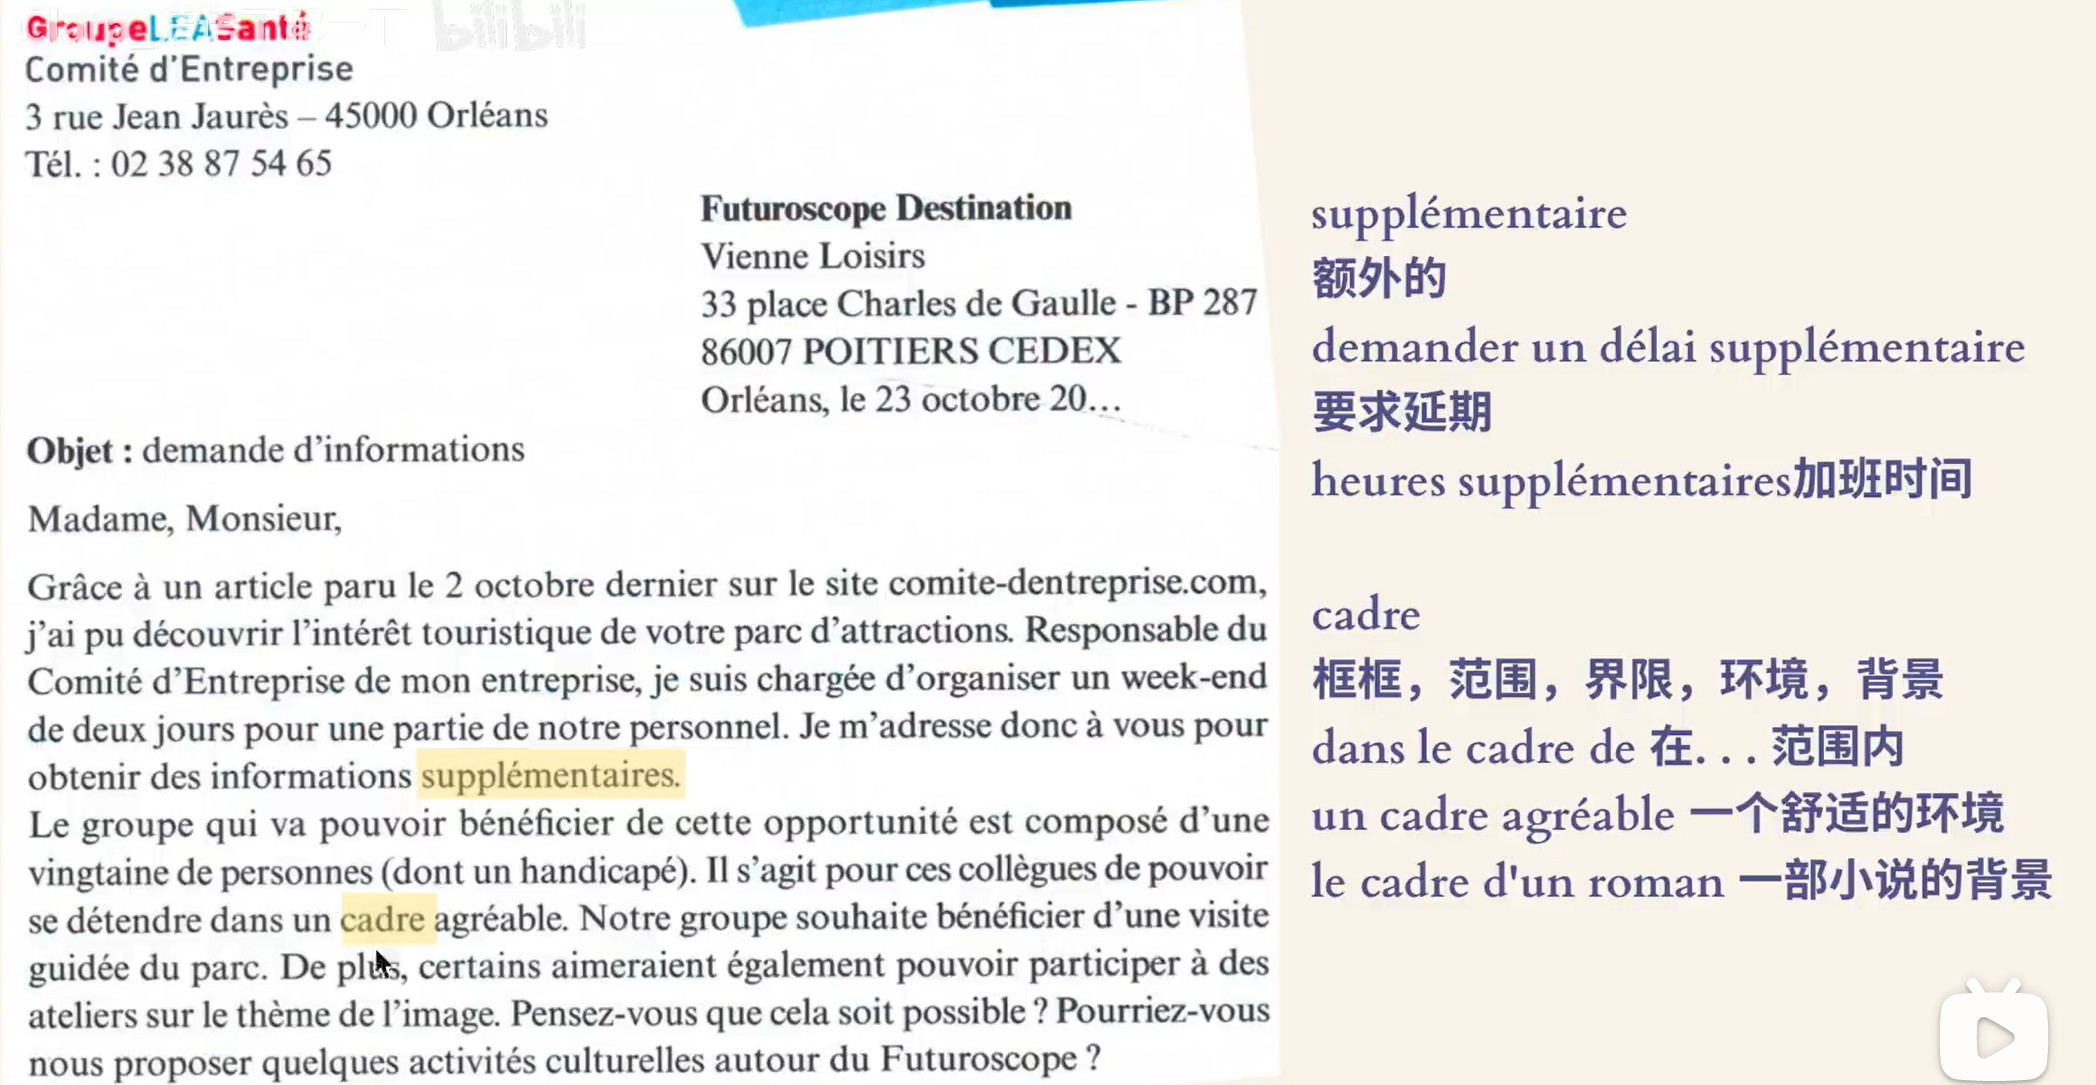 GroupeLEASanté
bilibili
Comité d'Entreprise
3 rue Jean Jaurès – 45000 Orléans
Tél. : 02 38 87 54 65
Futuroscope Destination
Vienne Loisirs
33 place Charles de Gaulle - BP 287
86007 POITIERS CEDEX
Orléans, le 23 octobre 20...
Objet : demande d'informations
Madame, Monsieur,
Grâce à un article paru le 2 octobre dernier sur le site comite-dentreprise.com,
j'ai pu découvrir l'intérêt touristique de votre parc d'attractions. Responsable du
Comité d'Entreprise de mon entreprise, je suis chargée d'organiser un week-end
de deux jours pour une partie de notre personnel. Je m'adresse donc à vous pour
obtenir des informations supplémentaires.
Le groupe qui va pouvoir bénéficier de cette opportunité est composé d'une
vingtaine de personnes (dont un handicapé). Il s'agit pour ces collègues de pouvoir
se détendre dans un cadre agréable. Notre groupe souhaite bénéficier d'une visite
guidée du parc. De plus, certains aimeraient également pouvoir participer à des
ateliers sur le thème de l'image. Pensez-vous que cela soit possible ? Pourriez-vous
nous proposer quelques activités culturelles autour du Futuroscope ?
supplémentaire
额外的
demander un délai supplémentaire
要求延期
heures supplémentaires加班时间
cadre
框框，范围，界限，环境，背景
dans le cadre de 在. . . 范围内
un cadre agréable 一个舒适的环境
le cadre d'un roman 一部小说的背景